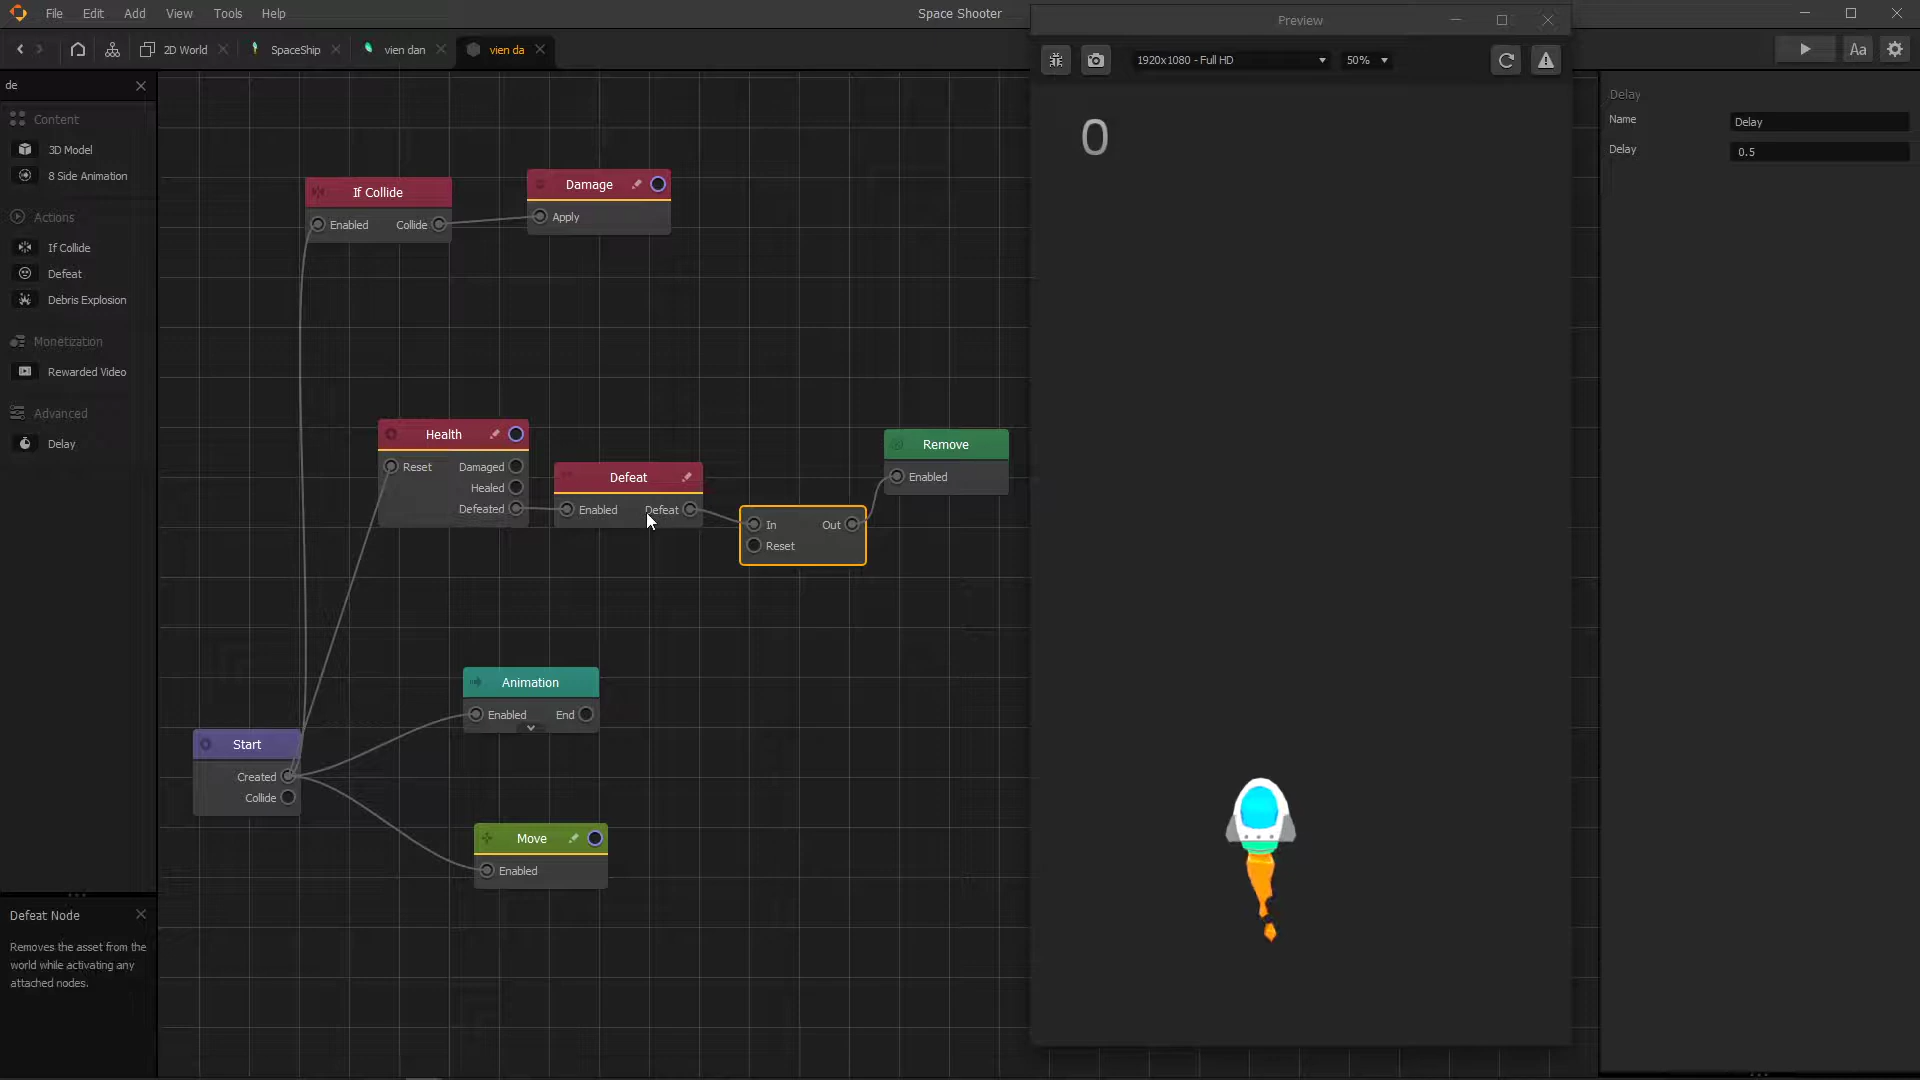 File Edit Add View Tools Help
Space Shooter
2D World
SpaceShip
vien dan
vien da
Aa
Preview
1920x1080 - Full HD
50%
de
Content
3D Model
8 Side Animation
Actions
If Collide
Defeat
Debris Explosion
Monetization
Rewarded Video
Advanced
Delay
Defeat Node
Removes the asset from the
world while activating any
attached nodes.
If Collide
Enabled Collide
Damage
Apply
Health
Reset Damaged
Healed
Defeated
Defeat
Enabled Defeat
In Out
Reset
Remove
Enabled
Animation
Enabled End
Start
Created
Collide
Move
Enabled
0
Delay
Name Delay
Delay 0.5